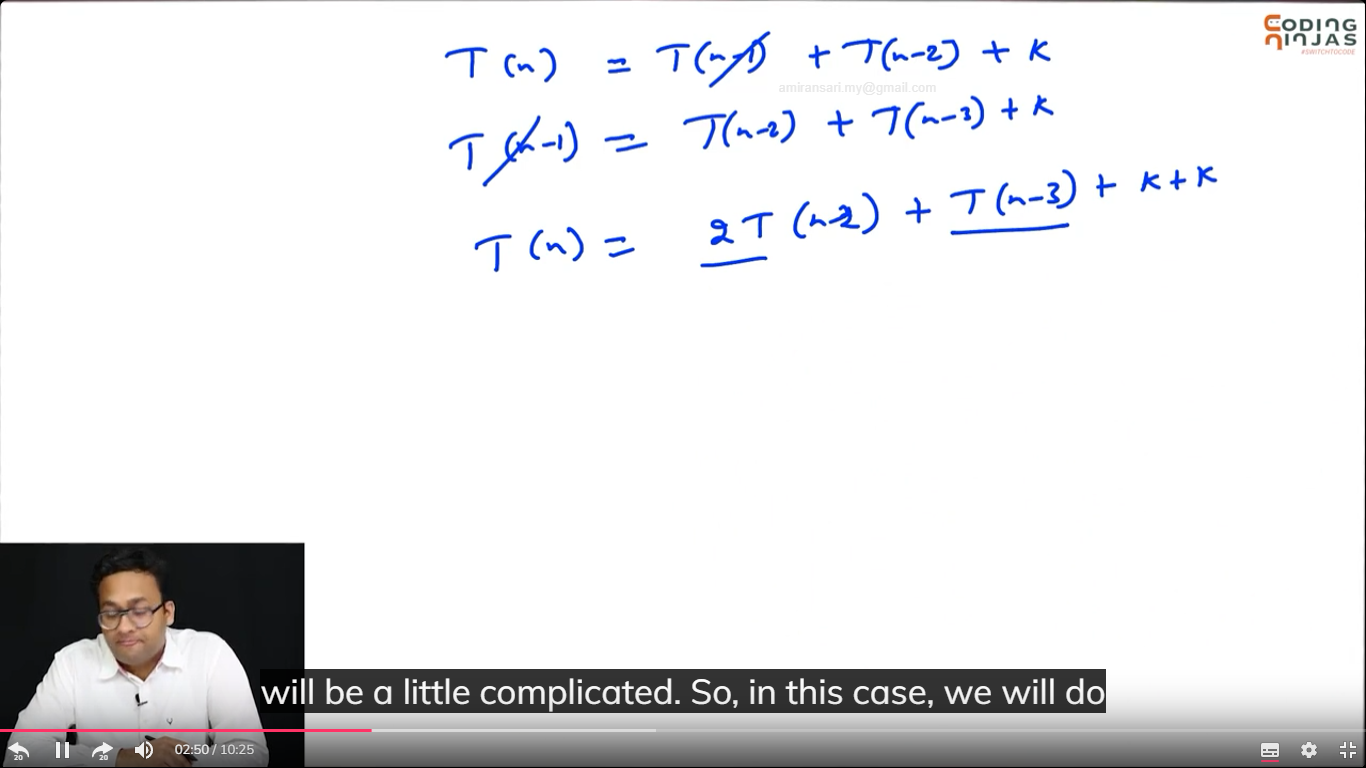 CODING
NINJAS
#SWITCHTOCODE
T(n) = T(n-1) + T(n-2) + K
amiransari.my@gmail.com
T(n-1) = T(n-2) + T(n-3) + K
T(n) = 2T(n-2) + T(n-3) + K+K
will be a little complicated. So, in this case, we will do
20 20 02:50 / 10:25